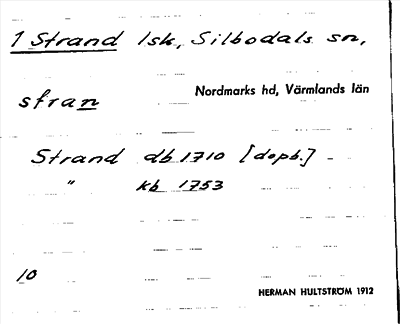 1 Strand lsk, Silbodals sn,
Nordmarks hd, Värmlands län
stran
Strand db 1710 [dopb.]
" kb 1753
10
HERMAN HULTSTRÖM 1912